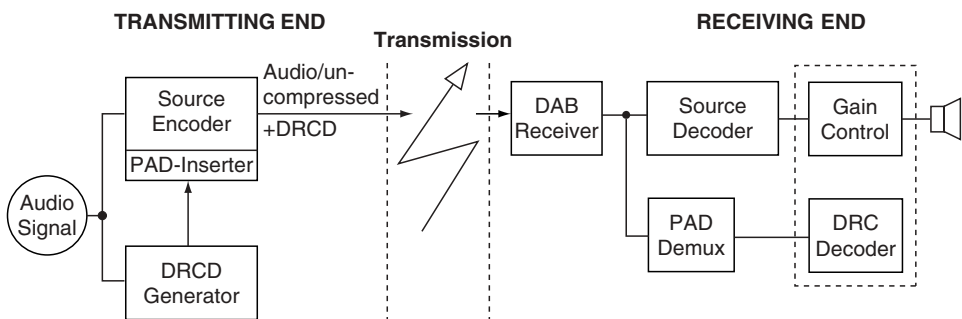 TRANSMITTING END
Transmission
RECEIVING END
Source
Encoder
PAD-Inserter
Audio/un-
compressed
+DRCD
Audio
Signal
DRCD
Generator
DAB
Receiver
Source
Decoder
Gain
Control
PAD
Demux
DRC
Decoder